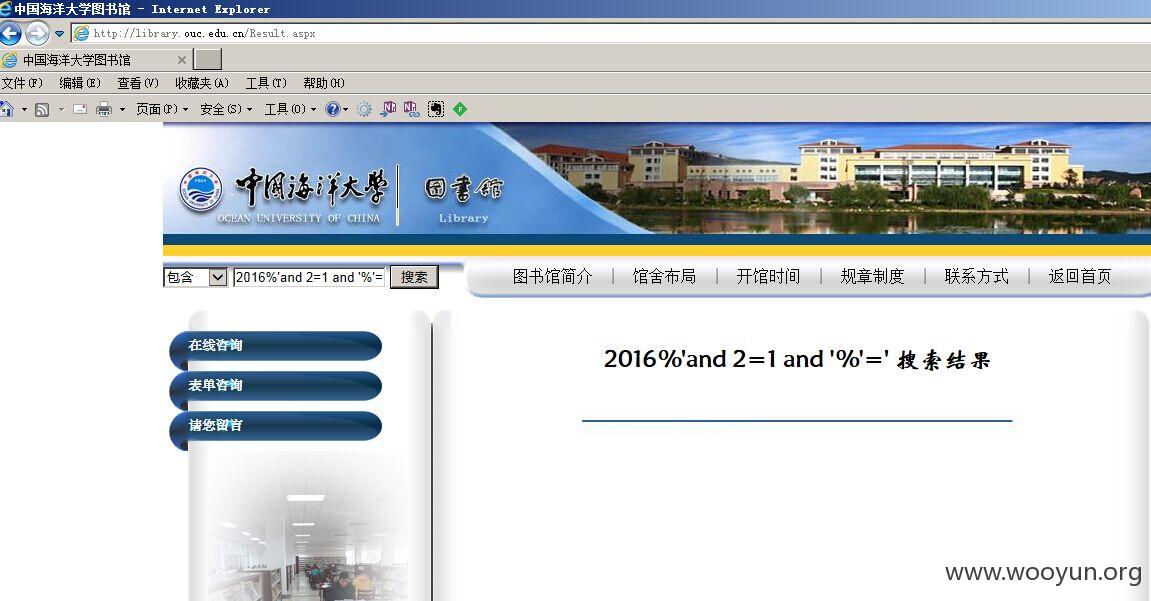 中国海洋大学图书馆 - Internet Explorer
http://library.ouc.edu.cn/Result.aspx
中国海洋大学图书馆
文件(F) 编辑(E) 查看(V) 收藏夹(A) 工具(T) 帮助(H)
页面(P) 安全(S) 工具(O)
中国海洋大学 图书馆
OCEAN UNIVERSITY OF CHINA Library
包含 2016%'and 2=1 and '%'= 搜索 图书馆简介 | 馆舍布局 | 开馆时间 | 规章制度 | 联系方式 | 返回首页
在线咨询
2016%'and 2=1 and '%'=' 搜索结果
表单咨询
请您留言
www.wooyun.org